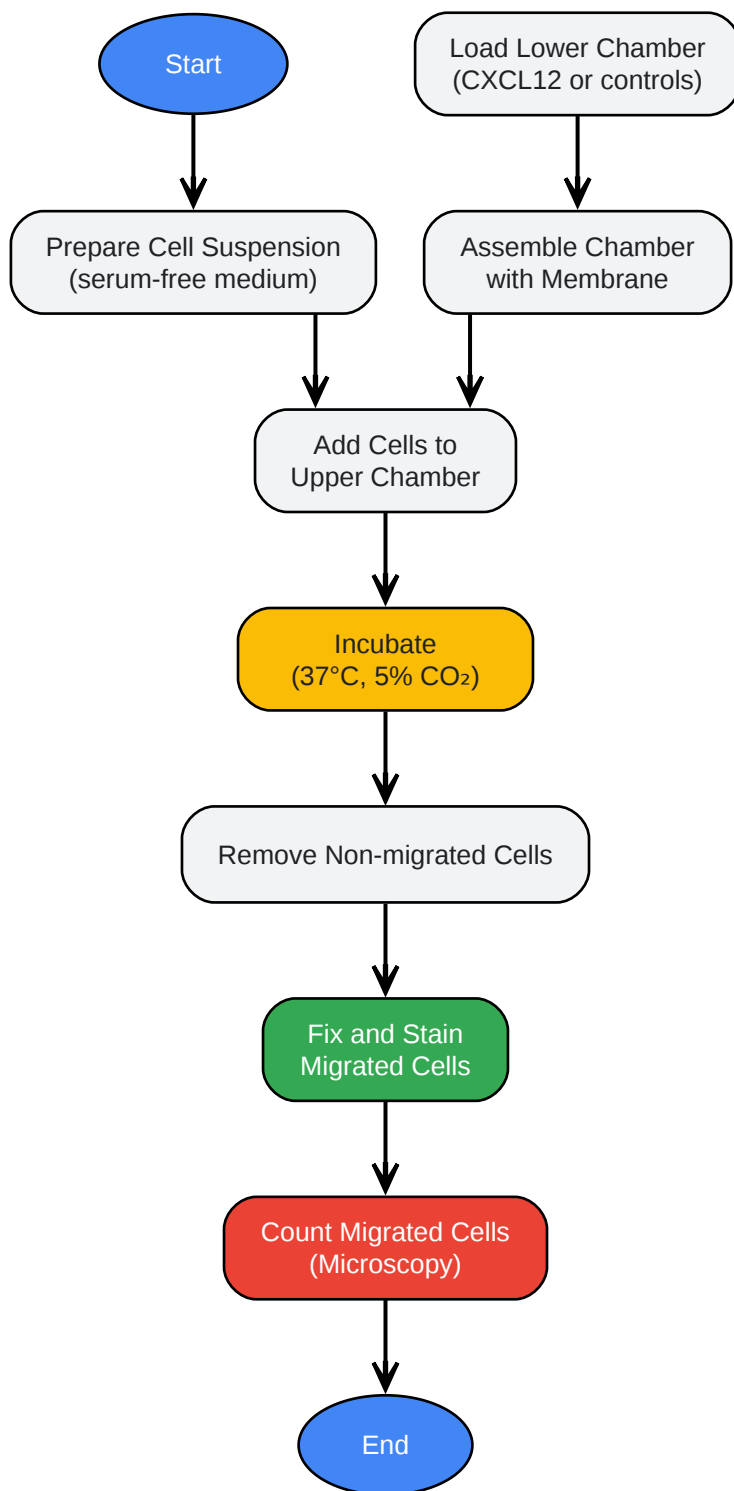 Start
Load Lower Chamber
(CXCL12 or controls)
Prepare Cell Suspension
(serum-free medium)
Assemble Chamber
with Membrane
Add Cells to
Upper Chamber
Incubate
(37°C, 5% CO₂)
Remove Non-migrated Cells
Fix and Stain
Migrated Cells
Count Migrated Cells
(Microscopy)
End